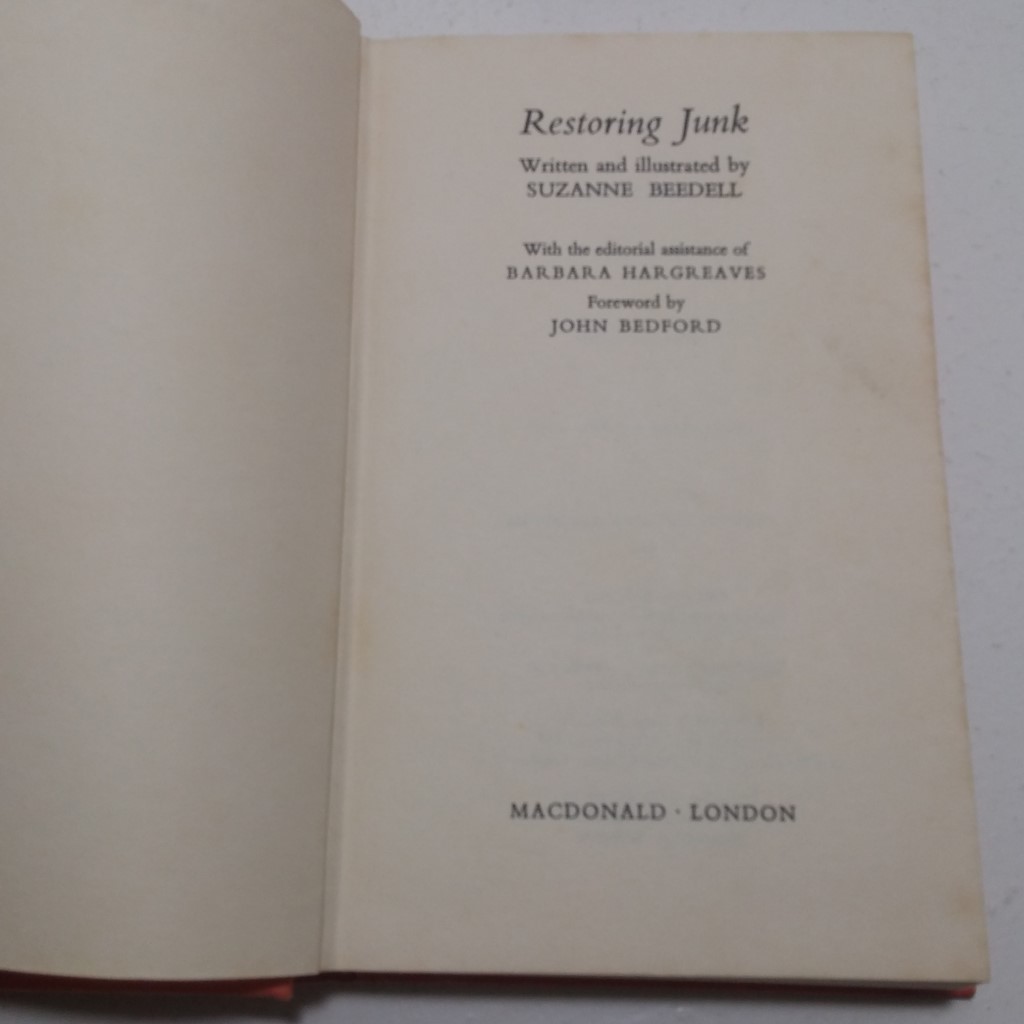 Restoring Junk
Written and illustrated by
SUZANNE BEEDELL
With the editorial assistance of
BARBARA HARGREAVES
Foreword by
JOHN BEDFORD
MACDONALD · LONDON